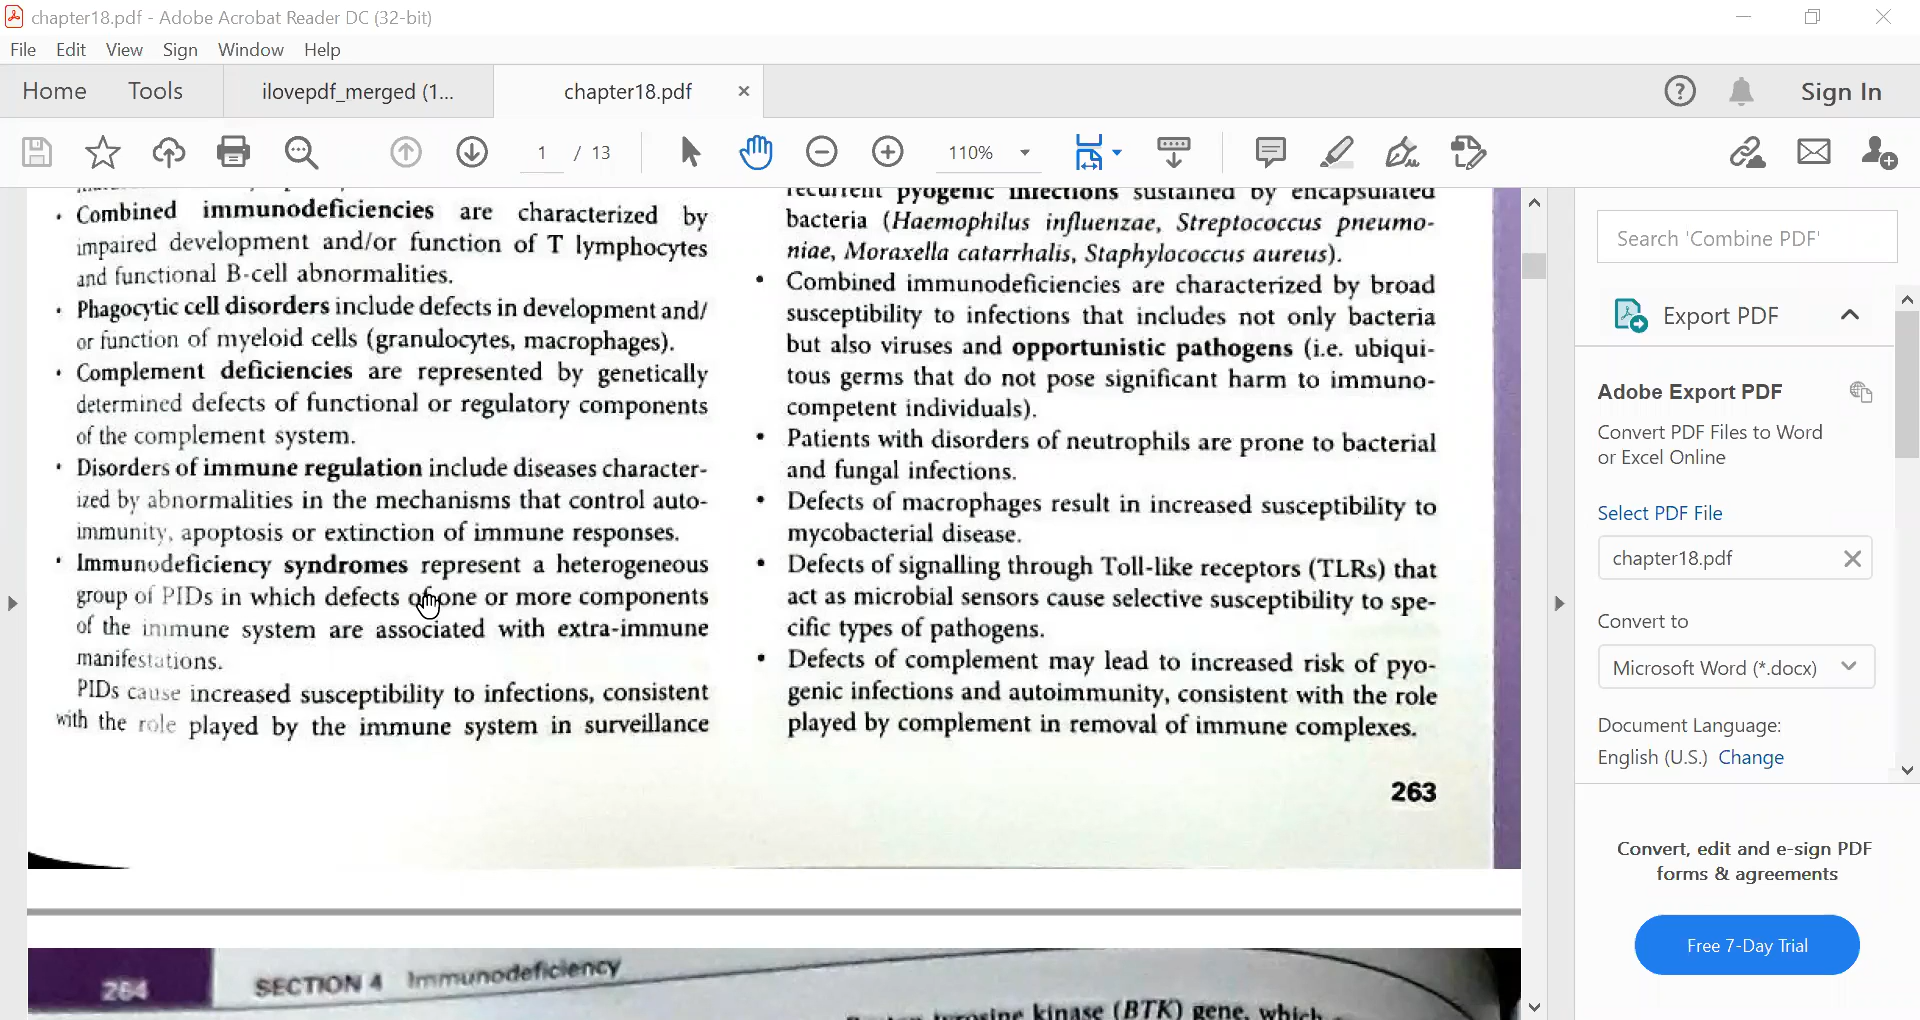 chapter18.pdf - Adobe Acrobat Reader DC (32-bit)
File Edit View Sign Window Help
Home Tools ilovepdf_merged (1... chapter18.pdf
Sign In
1 / 13 110%
• Combined immunodeficiencies are characterized by
impaired development and/or function of T lymphocytes
and functional B-cell abnormalities.
• Phagocytic cell disorders include defects in development and/
or function of myeloid cells (granulocytes, macrophages).
• Complement deficiencies are represented by genetically
determined defects of functional or regulatory components
of the complement system.
• Disorders of immune regulation include diseases character-
ized by abnormalities in the mechanisms that control auto-
immunity, apoptosis or extinction of immune responses.
• Immunodeficiency syndromes represent a heterogeneous
group of PIDs in which defects of one or more components
of the immune system are associated with extra-immune
manifestations.
PIDs cause increased susceptibility to infections, consistent
with the role played by the immune system in surveillance
recurrent pyogenic infections sustained by encapsulated
bacteria (Haemophilus influenzae, Streptococcus pneumo-
niae, Moraxella catarrhalis, Staphylococcus aureus).
• Combined immunodeficiencies are characterized by broad
susceptibility to infections that includes not only bacteria
but also viruses and opportunistic pathogens (i.e. ubiqui-
tous germs that do not pose significant harm to immuno-
competent individuals).
• Patients with disorders of neutrophils are prone to bacterial
and fungal infections.
• Defects of macrophages result in increased susceptibility to
mycobacterial disease.
• Defects of signalling through Toll-like receptors (TLRs) that
act as microbial sensors cause selective susceptibility to spe-
cific types of pathogens.
• Defects of complement may lead to increased risk of pyo-
genic infections and autoimmunity, consistent with the role
played by complement in removal of immune complexes.
263
264 SECTION 4 Immunodeficiency
tyrosine kinase (BTK) gene, which
Search 'Combine PDF'
Export PDF
Adobe Export PDF
Convert PDF Files to Word
or Excel Online
Select PDF File
chapter18.pdf
Convert to
Microsoft Word (*.docx)
Document Language:
English (U.S.) Change
Convert, edit and e-sign PDF
forms & agreements
Free 7-Day Trial